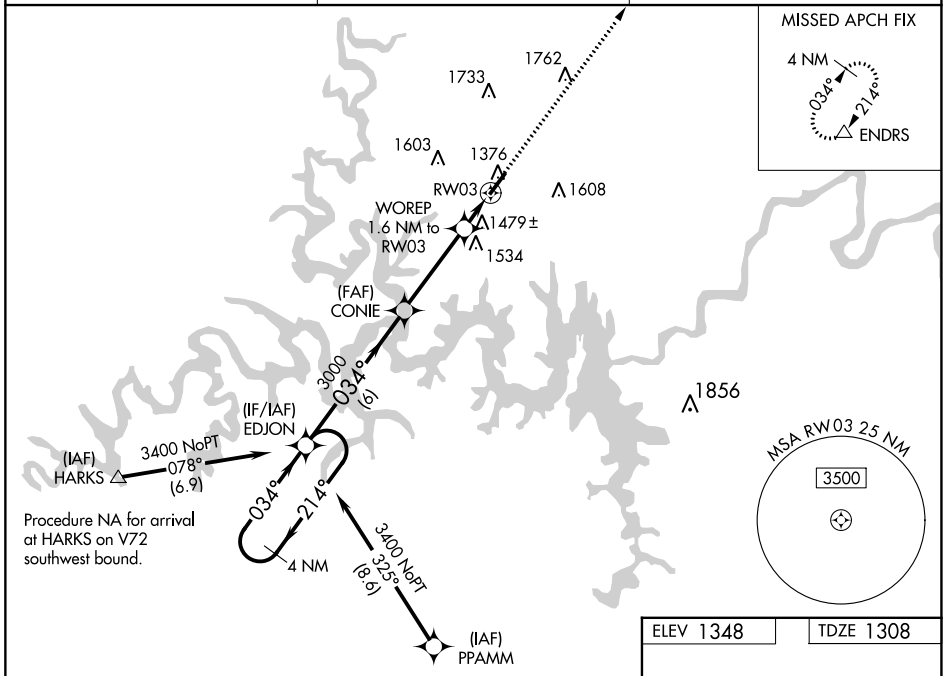 MISSED APCH FIX
4 NM
034°
214°
ENDRS
1762
1733
1603
1376
RW03
1608
WOREP
1.6 NM to
RW03
1479±
1534
(FAF)
CONIE
3000
034°
(6)
1856
(IF/IAF)
EDJON
MSA RW03 25 NM
3500
(IAF)
HARKS
3400 NoPT
078°
(6.9)
034°
214°
4 NM
Procedure NA for arrival
at HARKS on V72
southwest bound.
3400 NoPT
325°
(8.6)
(IAF)
PPAMM
ELEV 1348
TDZE 1308